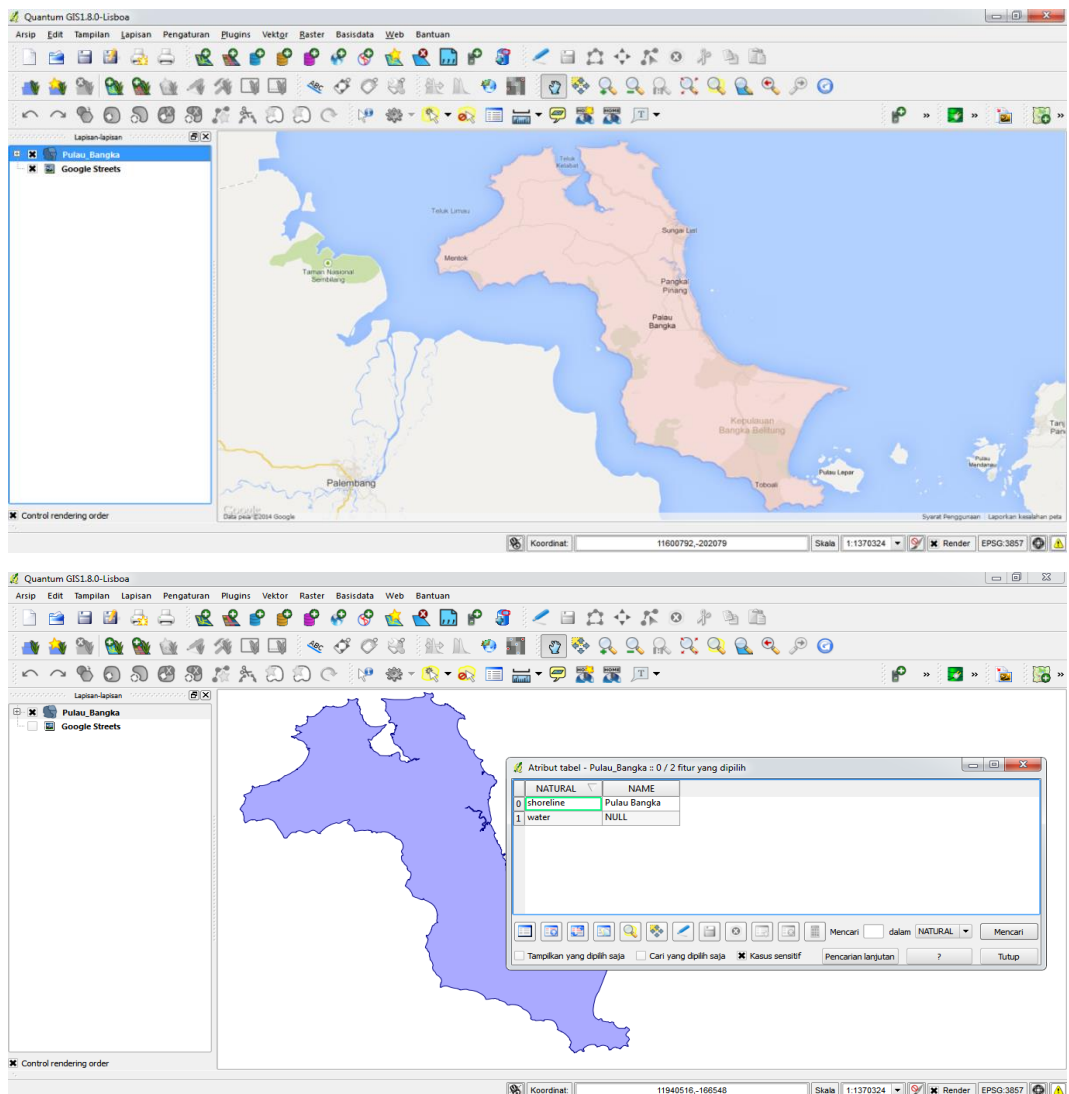 Quantum GIS1.8.0-Lisboa
Arsip Edit Tampilan Lapisan Pengaturan Plugins Vektor Raster Basisdata Web Bantuan
Lapisan-lapisan
Pulau_Bangka
Google Streets
Teluk Kelabat
Teluk Limau
Sungai Liat
Mentok
Taman Nasional Sembilang
Pangkal Pinang
Pulau Bangka
Kepulauan Bangka Belitung
Palembang
Toboali
Pulau Lepar
Pulau Mendanau
Tanj
Pan
Google
Data peta ©2014 Google
Syarat Penggunaan Laporkan kesalahan peta
Control rendering order
Koordinat: 11600792,-202079 Skala 1:1370324 Render EPSG:3857
Quantum GIS1.8.0-Lisboa
Arsip Edit Tampilan Lapisan Pengaturan Plugins Vektor Raster Basisdata Web Bantuan
Lapisan-lapisan
Pulau_Bangka
Google Streets
Atribut tabel - Pulau_Bangka :: 0 / 2 fitur yang dipilih
NATURAL NAME
0 shoreline Pulau Bangka
1 water NULL
Mencari dalam NATURAL Mencari
Tampilkan yang dipilih saja Cari yang dipilih saja Kasus sensitif Pencarian lanjutan ? Tutup
Control rendering order
Koordinat: 11940516,-166548 Skala 1:1370324 Render EPSG:3857